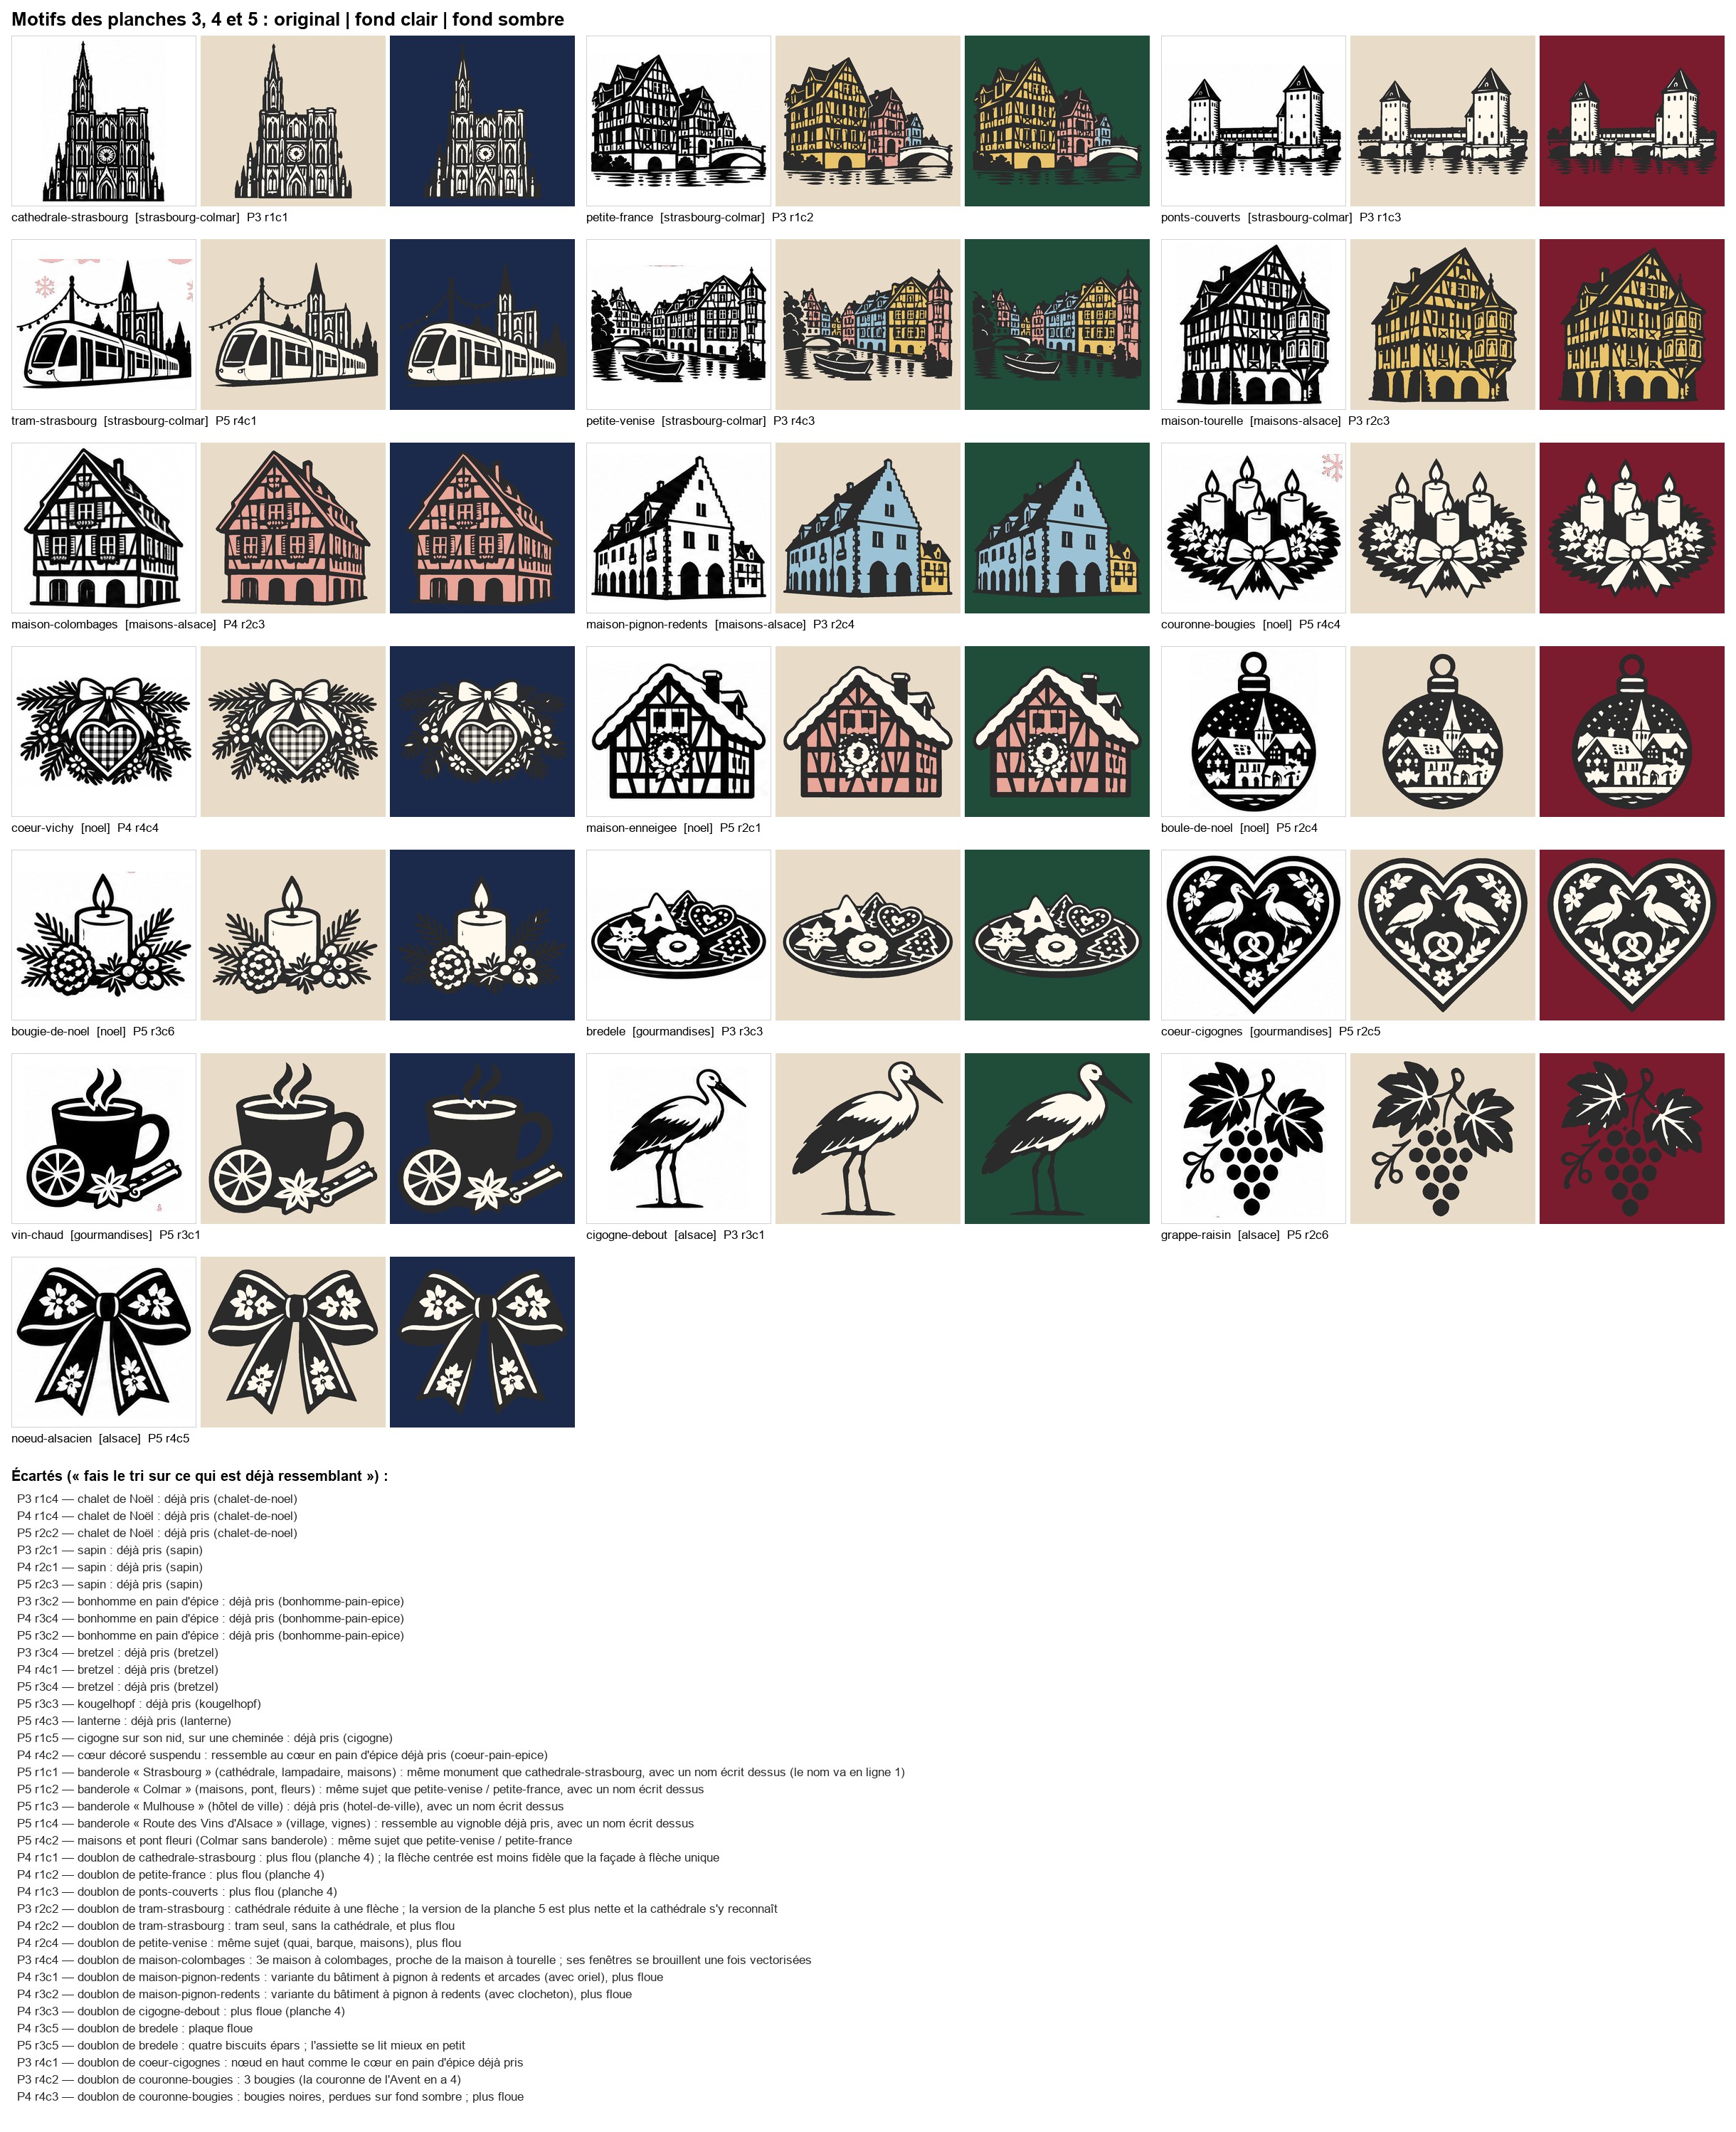 Motifs des planches 3, 4 et 5 : original | fond clair | fond sombre
cathedrale-strasbourg [strasbourg-colmar] P3 r1c1
petite-france [strasbourg-colmar] P3 r1c2
ponts-couverts [strasbourg-colmar] P3 r1c3
tram-strasbourg [strasbourg-colmar] P5 r4c1
petite-venise [strasbourg-colmar] P3 r4c3
maison-tourelle [maisons-alsace] P3 r2c3
maison-colombages [maisons-alsace] P4 r2c3
maison-pignon-redents [maisons-alsace] P3 r2c4
couronne-bougies [noel] P5 r4c4
coeur-vichy [noel] P4 r4c4
maison-enneigee [noel] P5 r2c1
boule-de-noel [noel] P5 r2c4
bougie-de-noel [noel] P5 r3c6
bredele [gourmandises] P3 r3c3
coeur-cigognes [gourmandises] P5 r2c5
vin-chaud [gourmandises] P5 r3c1
cigogne-debout [alsace] P3 r3c1
grappe-raisin [alsace] P5 r2c6
noeud-alsacien [alsace] P5 r4c5
Écartés (« fais le tri sur ce qui est déjà ressemblant ») :
P3 r1c4 — chalet de Noël : déjà pris (chalet-de-noel)
P4 r1c4 — chalet de Noël : déjà pris (chalet-de-noel)
P5 r2c2 — chalet de Noël : déjà pris (chalet-de-noel)
P3 r2c1 — sapin : déjà pris (sapin)
P4 r2c1 — sapin : déjà pris (sapin)
P5 r2c3 — sapin : déjà pris (sapin)
P3 r3c2 — bonhomme en pain d'épice : déjà pris (bonhomme-pain-epice)
P4 r3c4 — bonhomme en pain d'épice : déjà pris (bonhomme-pain-epice)
P5 r3c2 — bonhomme en pain d'épice : déjà pris (bonhomme-pain-epice)
P3 r3c4 — bretzel : déjà pris (bretzel)
P4 r4c1 — bretzel : déjà pris (bretzel)
P5 r3c4 — bretzel : déjà pris (bretzel)
P5 r3c3 — kougelhopf : déjà pris (kougelhopf)
P5 r4c3 — lanterne : déjà pris (lanterne)
P5 r1c5 — cigogne sur son nid, sur une cheminée : déjà pris (cigogne)
P4 r4c2 — cœur décoré suspendu : ressemble au cœur en pain d'épice déjà pris (coeur-pain-epice)
P5 r1c1 — banderole « Strasbourg » (cathédrale, lampadaire, maisons) : même monument que cathedrale-strasbourg, avec un nom écrit dessus (le nom va en ligne 1)
P5 r1c2 — banderole « Colmar » (maisons, pont, fleurs) : même sujet que petite-venise / petite-france, avec un nom écrit dessus
P5 r1c3 — banderole « Mulhouse » (hôtel de ville) : déjà pris (hotel-de-ville), avec un nom écrit dessus
P5 r1c4 — banderole « Route des Vins d'Alsace » (village, vignes) : ressemble au vignoble déjà pris, avec un nom écrit dessus
P5 r4c2 — maisons et pont fleuri (Colmar sans banderole) : même sujet que petite-venise / petite-france
P4 r1c1 — doublon de cathedrale-strasbourg : plus flou (planche 4) ; la flèche centrée est moins fidèle que la façade à flèche unique
P4 r1c2 — doublon de petite-france : plus flou (planche 4)
P4 r1c3 — doublon de ponts-couverts : plus flou (planche 4)
P3 r2c2 — doublon de tram-strasbourg : cathédrale réduite à une flèche ; la version de la planche 5 est plus nette et la cathédrale s'y reconnaît
P4 r2c2 — doublon de tram-strasbourg : tram seul, sans la cathédrale, et plus flou
P4 r2c4 — doublon de petite-venise : même sujet (quai, barque, maisons), plus flou
P3 r4c4 — doublon de maison-colombages : 3e maison à colombages, proche de la maison à tourelle ; ses fenêtres se brouillent une fois vectorisées
P4 r3c1 — doublon de maison-pignon-redents : variante du bâtiment à pignon à redents et arcades (avec oriel), plus floue
P4 r3c2 — doublon de maison-pignon-redents : variante du bâtiment à pignon à redents (avec clocheton), plus floue
P4 r3c3 — doublon de cigogne-debout : plus floue (planche 4)
P4 r3c5 — doublon de bredele : plaque floue
P5 r3c5 — doublon de bredele : quatre biscuits épars ; l'assiette se lit mieux en petit
P3 r4c1 — doublon de coeur-cigognes : nœud en haut comme le cœur en pain d'épice déjà pris
P3 r4c2 — doublon de couronne-bougies : 3 bougies (la couronne de l'Avent en a 4)
P4 r4c3 — doublon de couronne-bougies : bougies noires, perdues sur fond sombre ; plus floue